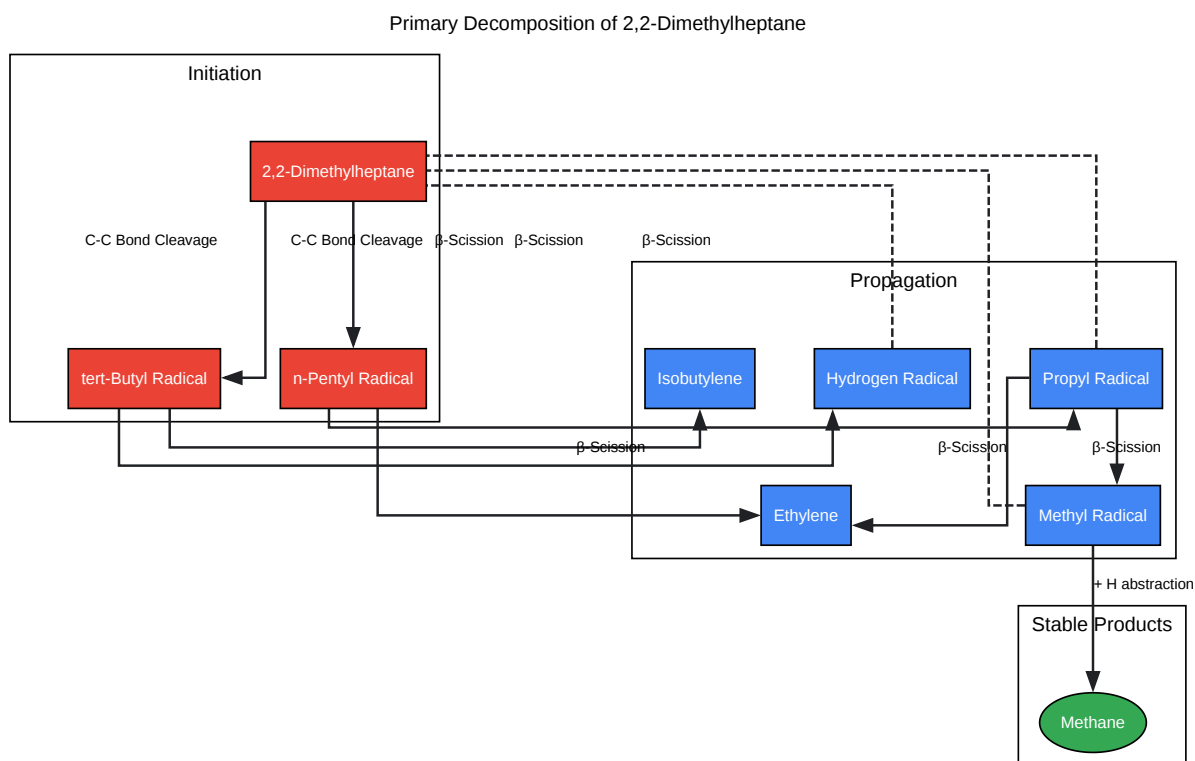 Primary Decomposition of 2,2-Dimethylheptane
Initiation
2,2-Dimethylheptane
C-C Bond Cleavage
C-C Bond Cleavage
β-Scission
β-Scission
β-Scission
Propagation
tert-Butyl Radical
n-Pentyl Radical
Isobutylene
Hydrogen Radical
Propyl Radical
β-Scission
β-Scission
β-Scission
Ethylene
Methyl Radical
+ H abstraction
Stable Products
Methane